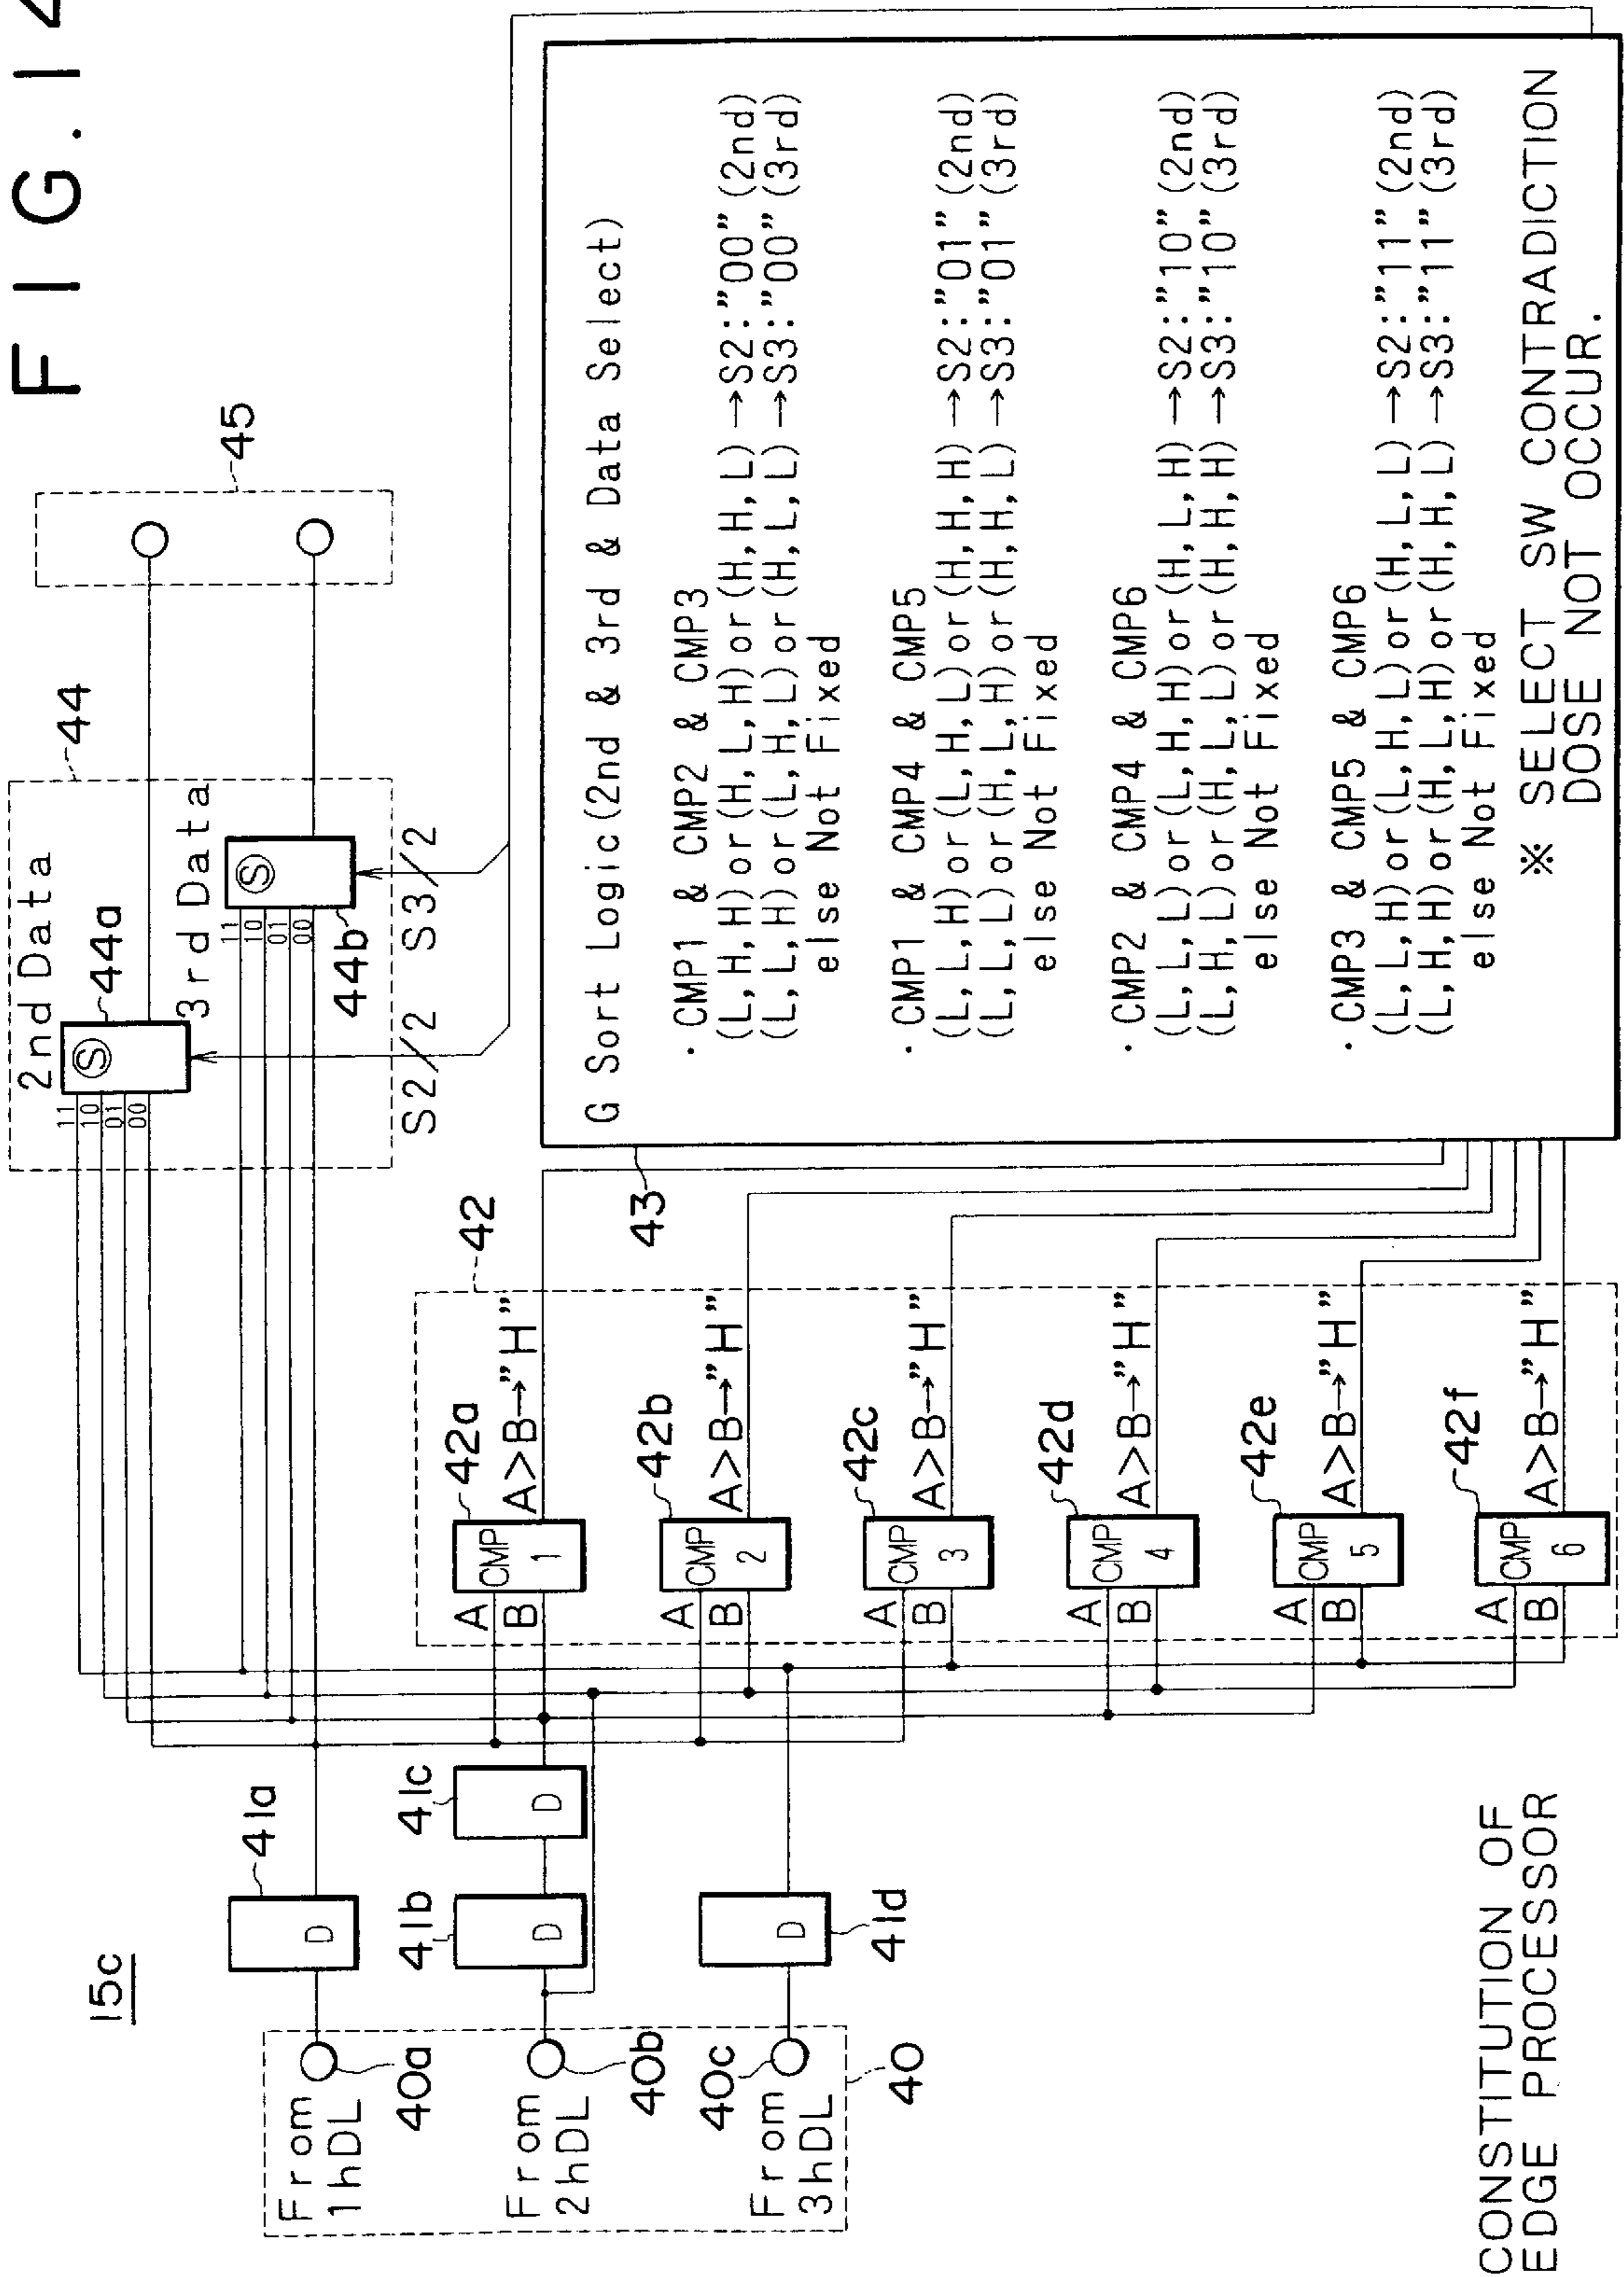 FIG. 14
15c
From
1hDL
40a
From
2hDL
40b
From
3hDL
40c
40
D
41a
D
41b
D
41c
D
41d
42
A
B
CMP
1
42a
A>B→"H"
A
B
CMP
2
42b
A>B→"H"
A
B
CMP
3
42c
A>B→"H"
A
B
CMP
4
42d
A>B→"H"
A
B
CMP
5
42e
A>B→"H"
A
B
CMP
6
42f
A>B→"H"
44
2nd Data
44a
11
10
01
00
S
3rd Data
11
10
01
00
S
44b
S2/2
S3/2
45
43
G Sort Logic(2nd & 3rd & Data Select)
· CMP1 & CMP2 & CMP3
(L,H,H)or(H,L,H)or(H,H,L)→S2:"00"(2nd)
(L,L,H)or(L,H,L)or(H,L,L)→S3:"00"(3rd)
else Not Fixed
· CMP1 & CMP4 & CMP5
(L,L,H)or(L,H,L)or(H,H,H)→S2:"01"(2nd)
(L,L,L)or(H,L,H)or(H,H,L)→S3:"01"(3rd)
else Not Fixed
· CMP2 & CMP4 & CMP6
(L,L,L)or(L,H,H)or(H,L,H)→S2:"10"(2nd)
(L,H,L)or(H,L,L)or(H,H,H)→S3:"10"(3rd)
else Not Fixed
· CMP3 & CMP5 & CMP6
(L,L,H)or(L,H,L)or(H,L,L)→S2:"11"(2nd)
(L,H,H)or(H,L,H)or(H,H,L)→S3:"11"(3rd)
else Not Fixed
※ SELECT SW CONTRADICTION
DOSE NOT OCCUR.
CONSTITUTION OF
EDGE PROCESSOR